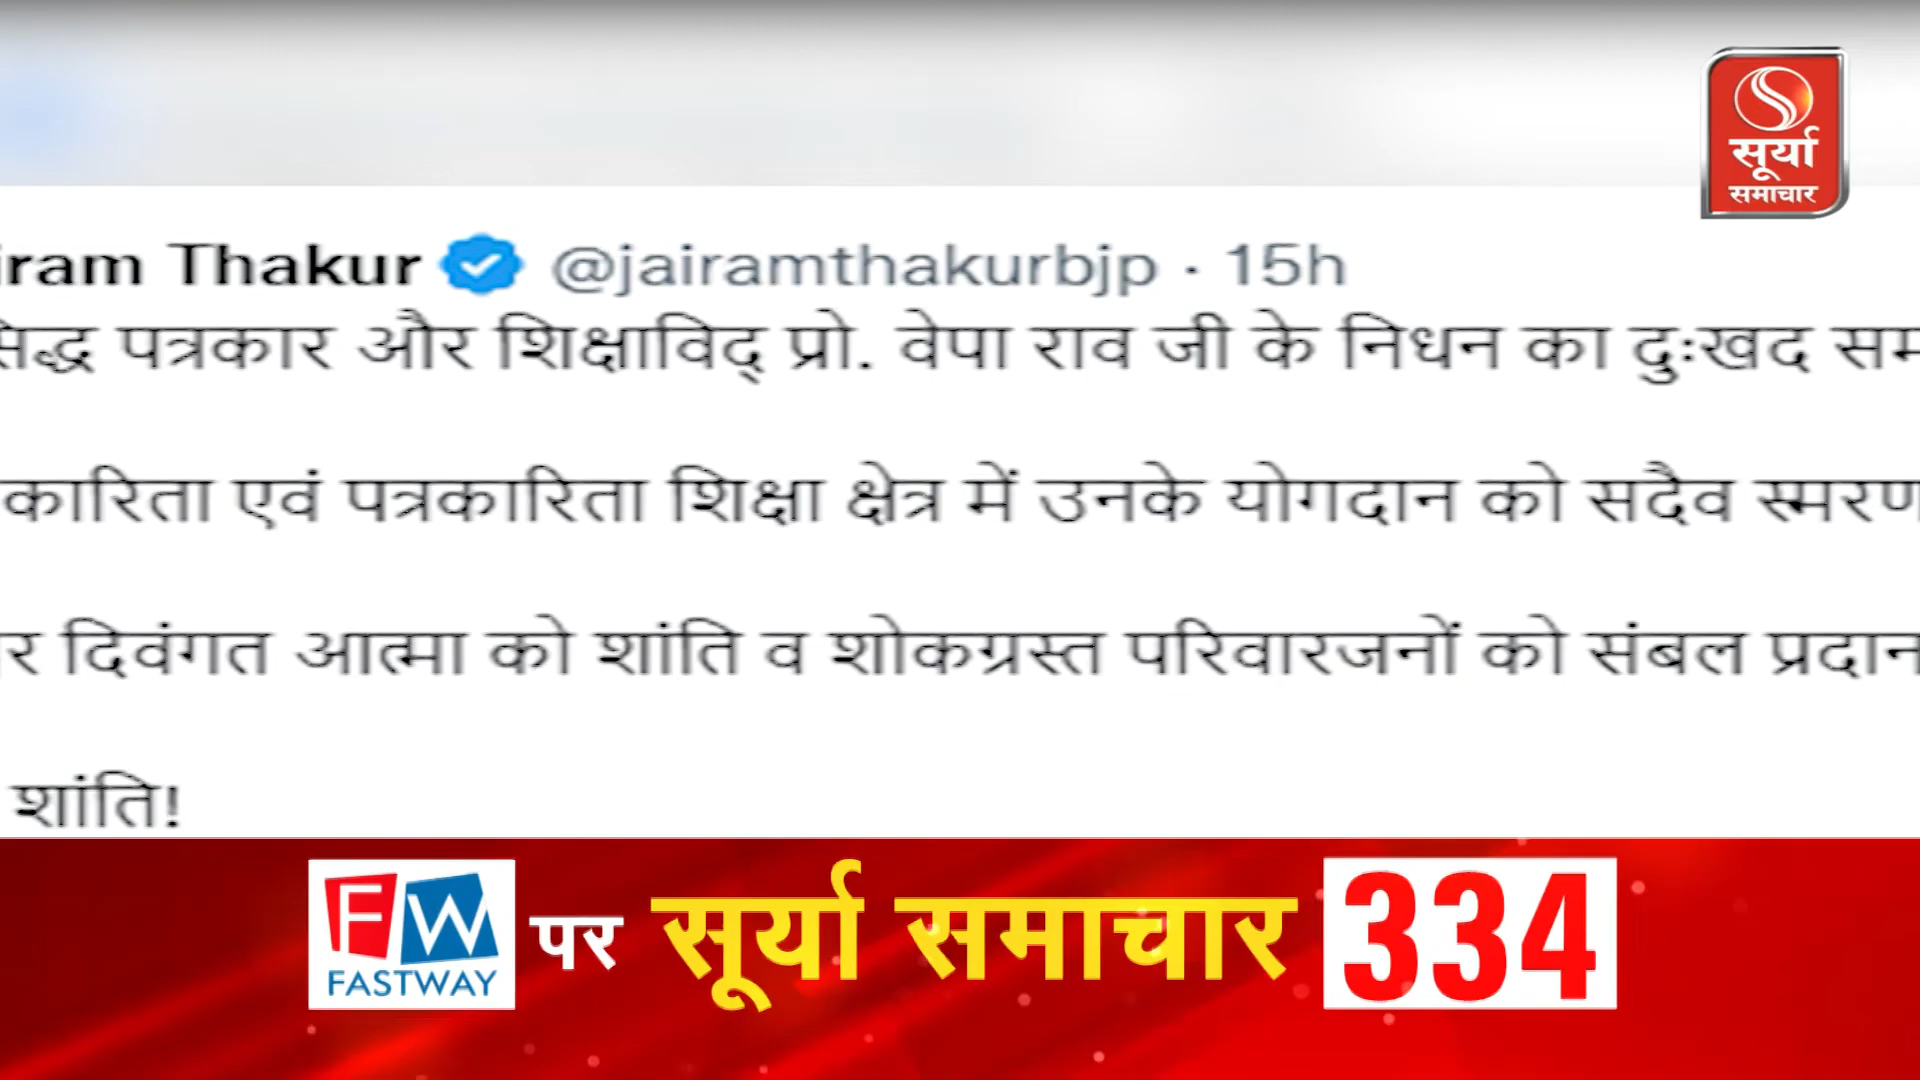 सूर्या
समाचार
iram Thakur @jairamthakurbjp · 15h
सिद्ध पत्रकार और शिक्षाविद् प्रो. वेपा राव जी के निधन का दुःखद सम
कारिता एवं पत्रकारिता शिक्षा क्षेत्र में उनके योगदान को सदैव स्मरण
र दिवंगत आत्मा को शांति व शोकग्रस्त परिवारजनों को संबल प्रदान
शांति!
FW
FASTWAY
पर सूर्या समाचार 334